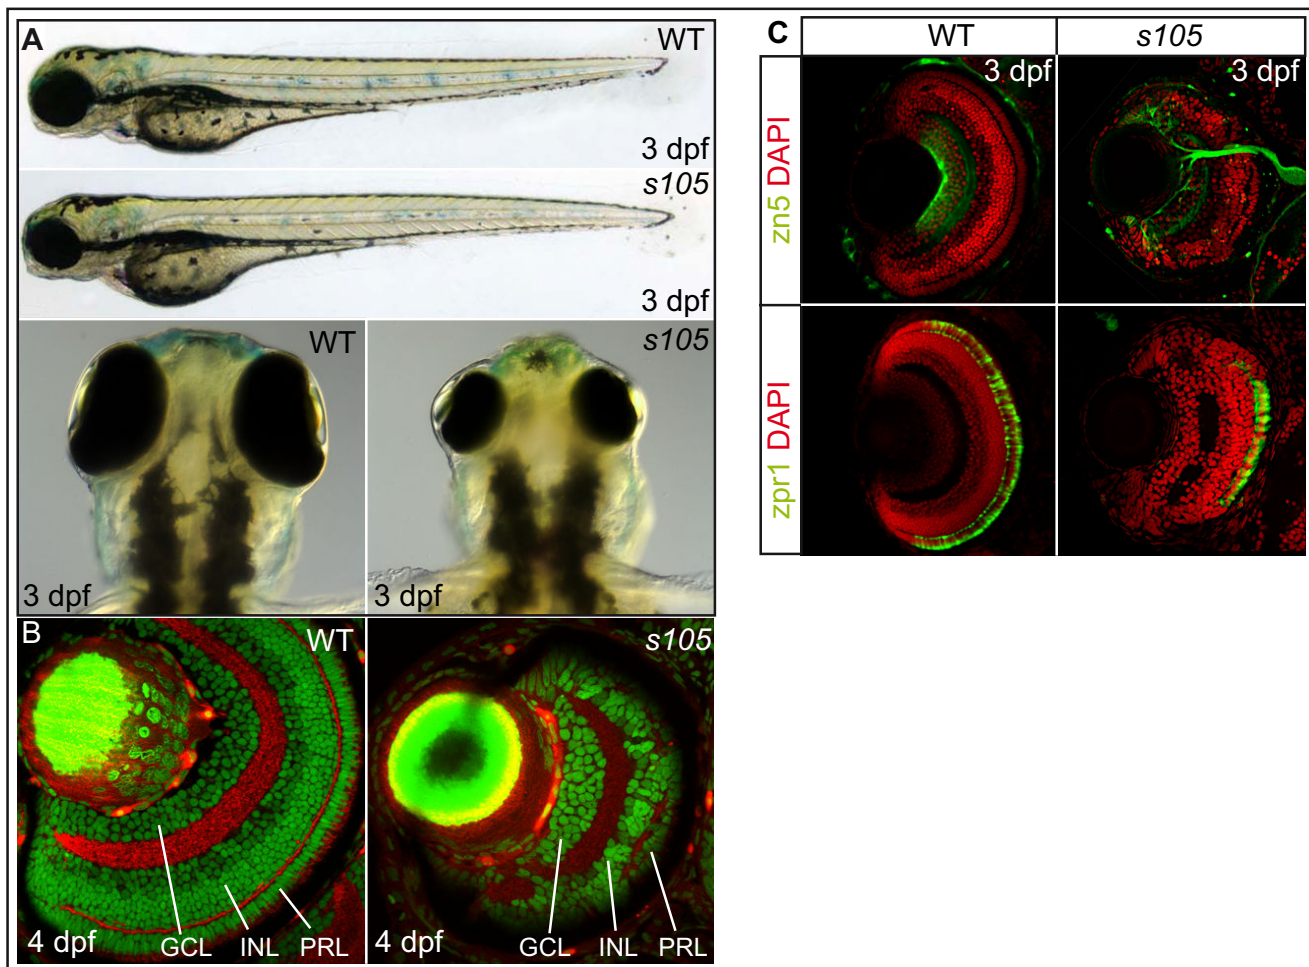 A
WT
3 dpf
s105
3 dpf
WT
3 dpf
s105
3 dpf
B
WT
4 dpf
GCL INL PRL
s105
4 dpf
GCL INL PRL
C
WT s105
zn5 DAPI
3 dpf
3 dpf
zpr1 DAPI